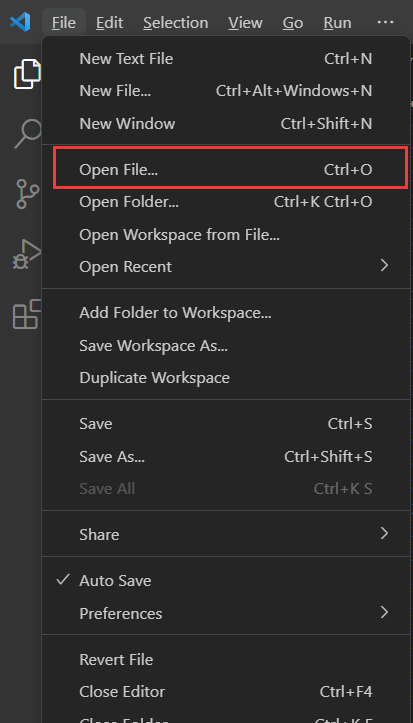 File Edit Selection View Go Run ...
New Text File Ctrl+N
New File... Ctrl+Alt+Windows+N
New Window Ctrl+Shift+N
Open File... Ctrl+O
Open Folder... Ctrl+K Ctrl+O
Open Workspace from File...
Open Recent
Add Folder to Workspace...
Save Workspace As...
Duplicate Workspace
Save Ctrl+S
Save As... Ctrl+Shift+S
Save All Ctrl+K S
Share
Auto Save
Preferences
Revert File
Close Editor Ctrl+F4
Close Folder Ctrl+K F